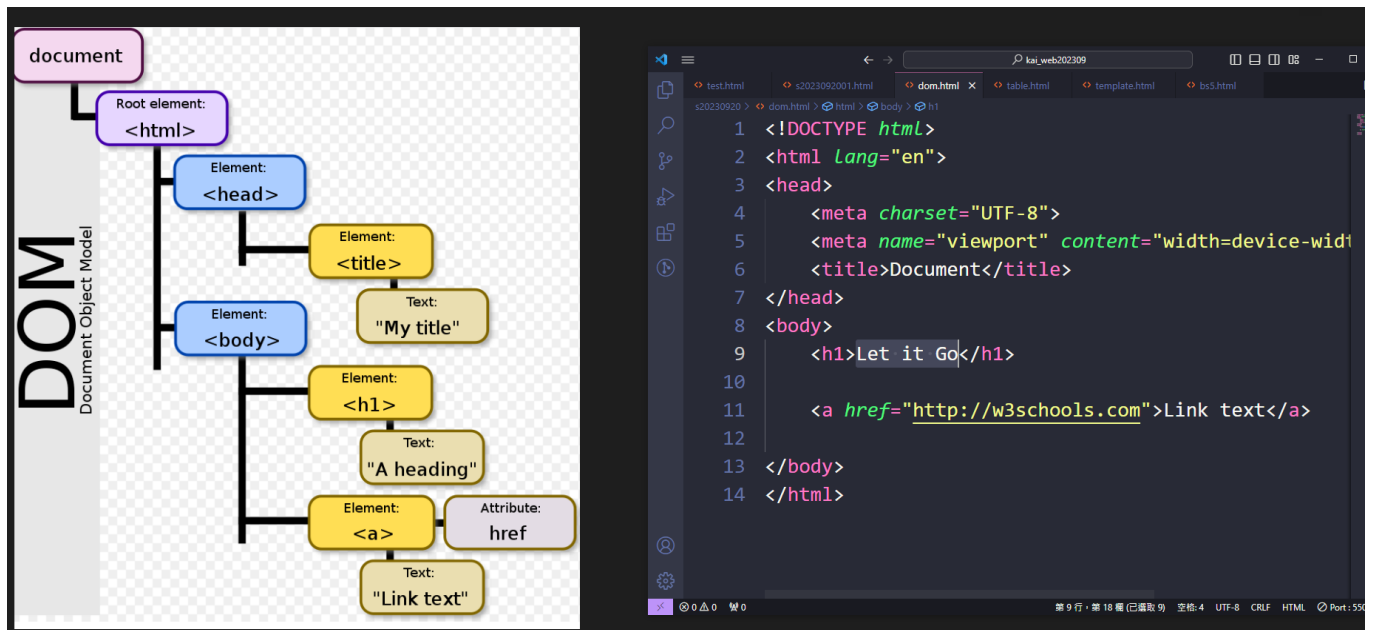 document
Root element:
<html>
Element:
<head>
Element:
<title>
Text:
"My title"
Element:
<body>
Element:
<h1>
Text:
"A heading"
Element:
<a>
Attribute:
href
Text:
"Link text"
DOM
Document Object Model
kai_web202309
test.html
s2023092001.html
dom.html
table.html
template.html
bs5.html
s20230920 > dom.html > html > body > h1
1 <!DOCTYPE html>
2 <html lang="en">
3 <head>
4 <meta charset="UTF-8">
5 <meta name="viewport" content="width=device-widt
6 <title>Document</title>
7 </head>
8 <body>
9 <h1>Let it Go</h1>
10
11 <a href="http://w3schools.com">Link text</a>
12
13 </body>
14 </html>
0 0 0 第 9 行,第 18 欄 (已選取 9) 空格: 4 UTF-8 CRLF HTML Port : 550